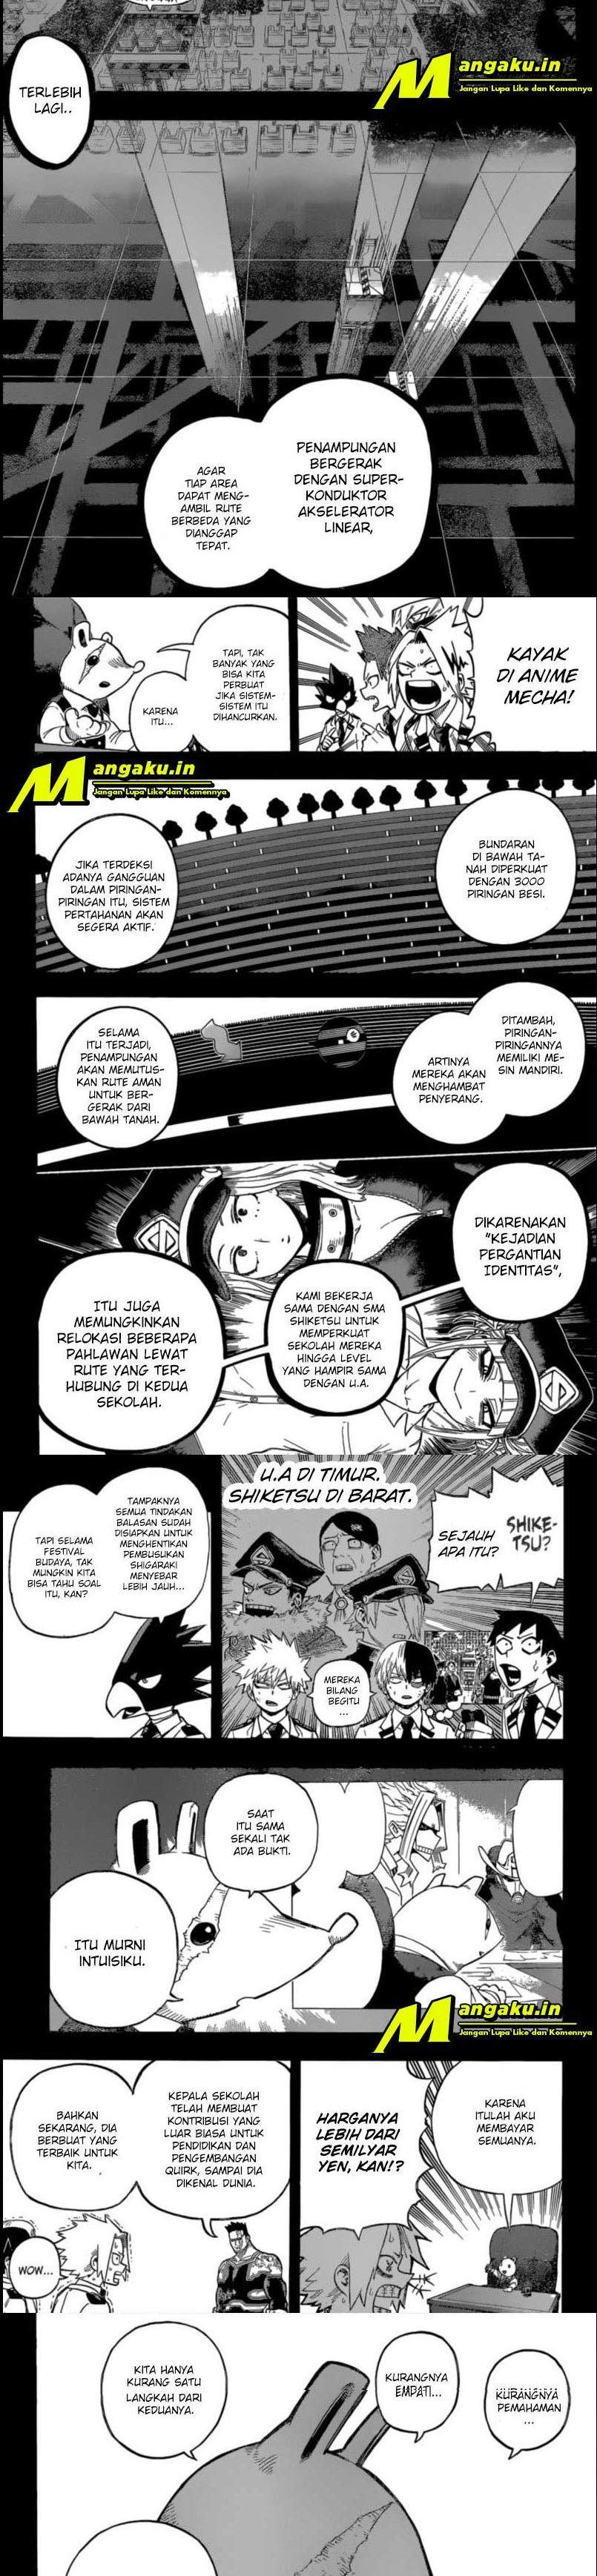 TERLEBIH
LAGI..
Mangaku.in
Jangan Lupa Like dan Komennya
PENAMPUNGAN
BERGERAK
DENGAN SUPER-
KONDUKTOR
AKSELERATOR
LINEAR,
AGAR
TIAP AREA
DAPAT MENG-
AMBIL RUTE
BERBEDA YANG
DIANGGAP
TEPAT.
KAYAK
DI ANIME
MECHA!
TAPI, TAK
BANYAK YANG
BISA KITA
PERBUAT
JIKA SISTEM-
SISTEM ITU
DIHANCURKAN.
KARENA
ITU...
Mangaku.in
Jangan Lupa Like dan Komennya
BUNDARAN
DI BAWAH TA-
NAH DIPERKUAT
DENGAN 3000
PIRINGAN BESI.
JIKA TERDEKSI
ADANYA GANGGUAN
DALAM PIRINGAN-
PIRINGAN ITU, SISTEM
PERTAHANAN AKAN
SEGERA AKTIF.
DITAMBAH,
PIRINGAN-
PIRINGANNYA
MEMILIKI ME-
SIN MANDIRI.
ARTINYA
MEREKA AKAN
MENGHAMBAT
PENYERANG.
SELAMA
ITU TERJADI,
PENAMPUNGAN
AKAN MEMUTUS-
KAN RUTE AMAN
UNTUK BER-
GERAK DARI
BAWAH TANAH.
DIKARENAKAN
"KEJADIAN
PERGANTIAN
IDENTITAS",
KAMI BEKERJA
SAMA DENGAN SMA
SHIKETSU UNTUK
MEMPERKUAT
SEKOLAH MEREKA
HINGGA LEVEL
YANG HAMPIR SAMA
DENGAN U.A.
ITU JUGA
MEMUNGKINKAN
RELOKASI BEBERAPA
PAHLAWAN LEWAT
RUTE YANG TER-
HUBUNG DI KEDUA
SEKOLAH.
SHIKE-
TSU?
SEJAUH
APA ITU?
U.A DI TIMUR.
SHIKETSU DI BARAT.
MEREKA
BILANG
BEGITU
...
TAMPAKNYA
SEMUA TINDAKAN
BALASAN SUDAH
DISIAPKAN UNTUK
MENGHENTIKAN
PEMBUSUKAN
SHIGARAKI
MENYEBAR
LEBIH JAUH...
TAPI SELAMA
FESTIVAL
BUDAYA, TAK
MUNGKIN KITA
BISA TAHU SOAL
ITU, KAN?
SAAT
ITU SAMA
SEKALI TAK
ADA BUKTI.
ITU MURNI
INTUISIKU.
Mangaku.in
Jangan Lupa Like dan Komennya
KARENA
ITULAH AKU
MEMBAYAR
SEMUANYA.
HARGANYA
LEBIH DARI
SEMILYAR
YEN, KAN!?
KEPALA SEKOLAH
TELAH MEMBUAT
KONTRIBUSI YANG
LUAR BIASA UNTUK
PENDIDIKAN DAN
PENGEMBANGAN
QUIRK, SAMPAI DIA
DIKENAL DUNIA.
BAHKAN
SEKARANG, DIA
BERBUAT YANG
TERBAIK UNTUK
KITA.
WOW...
KURANGNYA
PEMAHAMAN
...
KURANGNYA
EMPATI...
KITA HANYA
KURANG SATU
LANGKAH DARI
KEDUANYA.